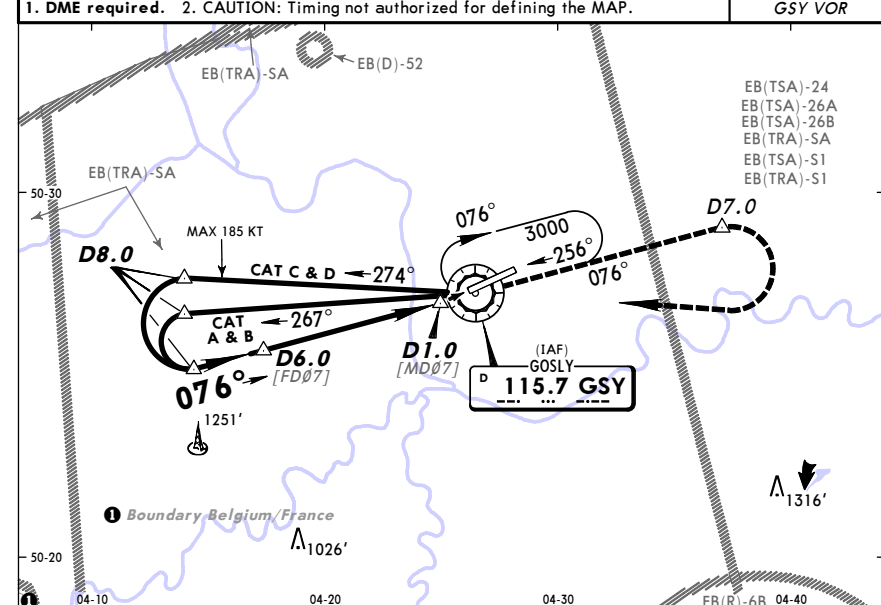 1. DME required. 2. CAUTION: Timing not authorized for defining the MAP.
GSY VOR
EB(TRA)-SA
EB(D)-52
EB(TSA)-24
EB(TSA)-26A
EB(TSA)-26B
EB(TRA)-SA
EB(TSA)-S1
EB(TRA)-S1
EB(TRA)-SA
50-30
MAX 185 KT
D8.0
CAT C & D
274°
076°
3000
256°
076°
D7.0
CAT
A & B
267°
D6.0
[FDØ7]
076°
D1.0
[MDØ7]
(IAF)
GOSLY
D 115.7 GSY
1251'
1316'
1 Boundary Belgium/France
1026'
50-20
1
04-10
04-20
04-30
EB(R)-6B
04-40